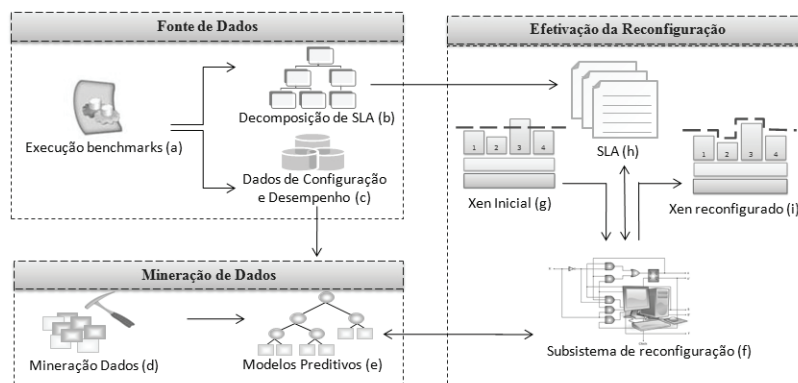 Fonte de Dados
Execução benchmarks (a)
Decomposição de SLA (b)
Dados de Configuração
e Desempenho (c)
Mineração de Dados
Mineração Dados (d)
Modelos Preditivos (e)
Efetivação da Reconfiguração
SLA (h)
1 2 3 4
Xen Inicial (g)
1 2 3 4
Xen reconfigurado (i)
Subsistema de reconfiguração (f)